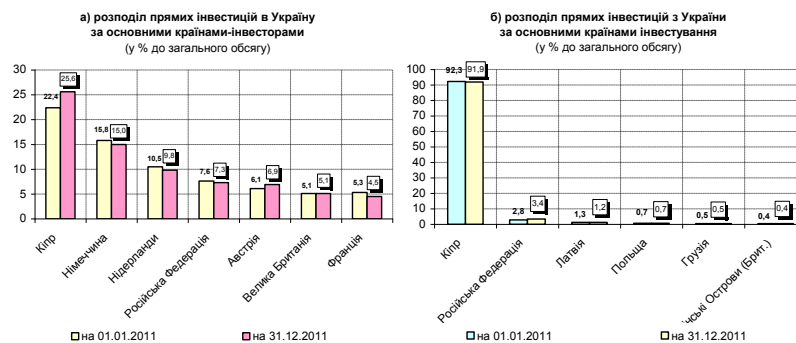 а) розподіл прямих інвестицій в Україну
за основними країнами-інвесторами
(у % до загального обсягу)
30
25
20
15
10
5
0
22,4
25,6
15,8
15,0
10,5
9,8
7,6
7,3
6,1
6,9
5,1
5,1
5,3
4,5
Кіпр
Німеччина
Нідерланди
Російська Федерація
Австрія
Велика Британія
Франція
на 01.01.2011
на 31.12.2011
б) розподіл прямих інвестицій з України
за основними країнами інвестування
(у % до загального обсягу)
100
90
80
70
60
50
40
30
20
10
0
92,3
91,9
2,8
3,4
1,3
1,2
0,7
0,7
0,5
0,5
0,4
0,4
Кіпр
Російська Федерація
Латвія
Польща
Грузія
Острови (Брит.)
на 01.01.2011
на 31.12.2011